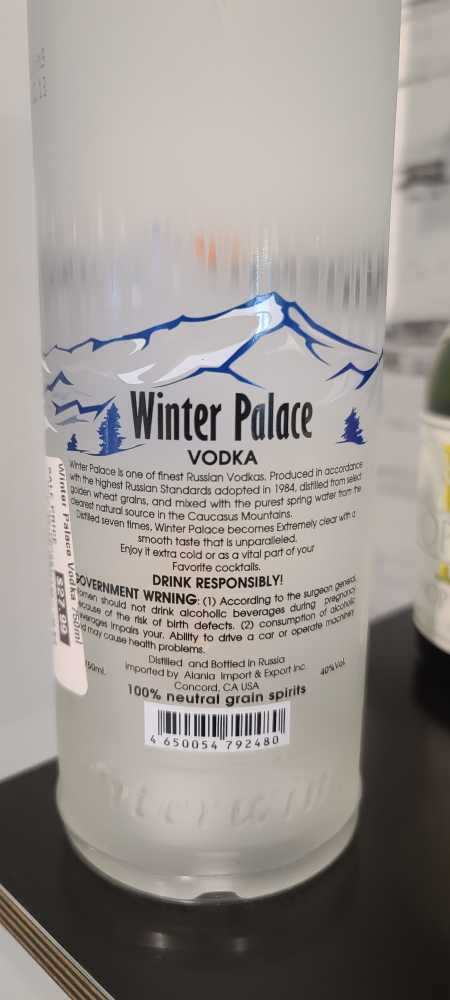 Winter Palace
VODKA
Winter Palace is one of finest Russian Vodkas. Produced in accordance
with the highest Russian Standards adopted in 1984, distilled from select
golden wheat grains, and mixed with the purest spring water from the
clearest natural source in the Caucasus Mountains.
Distilled seven times, Winter Palace becomes Extremely clear with a
smooth taste that is unparalleled.
Enjoy it extra cold or as a vital part of your
Favorite cocktails.
DRINK RESPONSIBLY!
GOVERNMENT WRNING: (1) According to the surgeon general,
women should not drink alcoholic beverages during pregnancy
because of the risk of birth defects. (2) consumption of alcoholic
beverages impairs your. Ability to drive a car or operate machinery
may cause health problems.
Distilled and Bottled in Russia
750ml. Imported by Alania Import & Export Inc. 40%Vol.
Concord, CA USA
100% neutral grain spirits
4 650054 792480
Winter Palace Vodka 750ml
$27.99